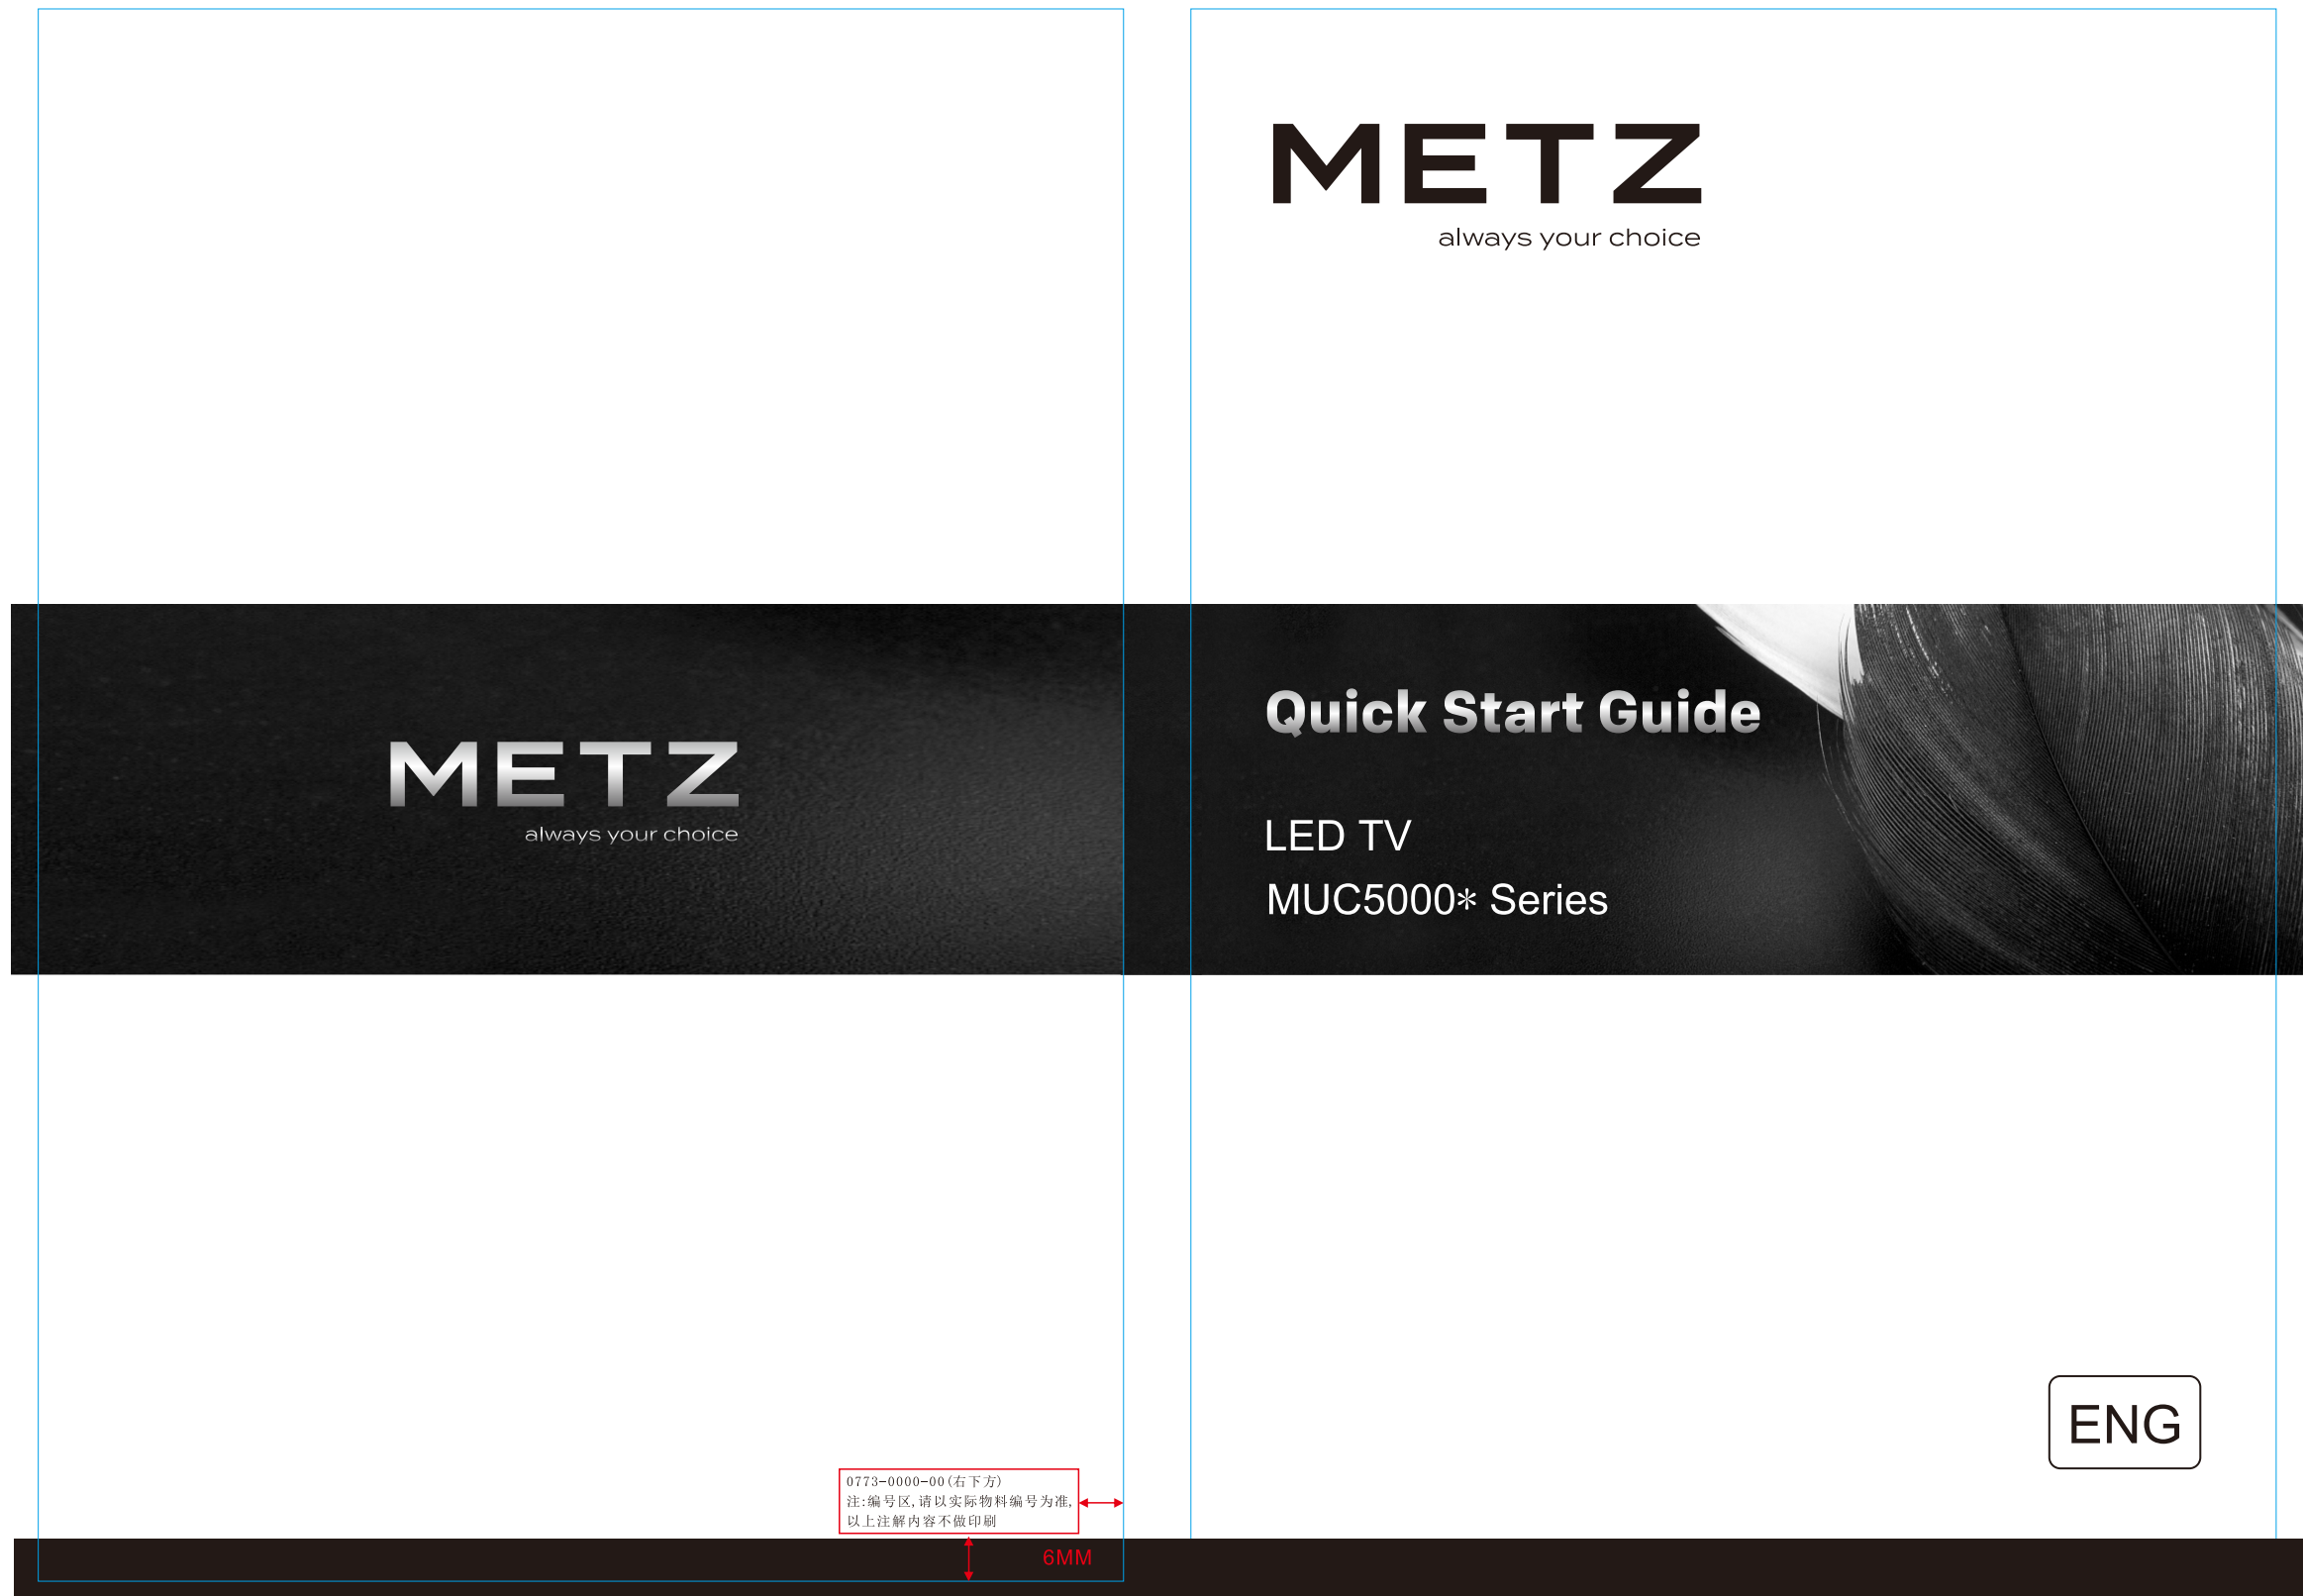 METZ
always your choice
0773-0000-00(右下方)
注:编号区,请以实际物料编号为准,
以上注解内容不做印刷
6MM
METZ
always your choice
Quick Start Guide
LED TV
MUC5000* Series
ENG